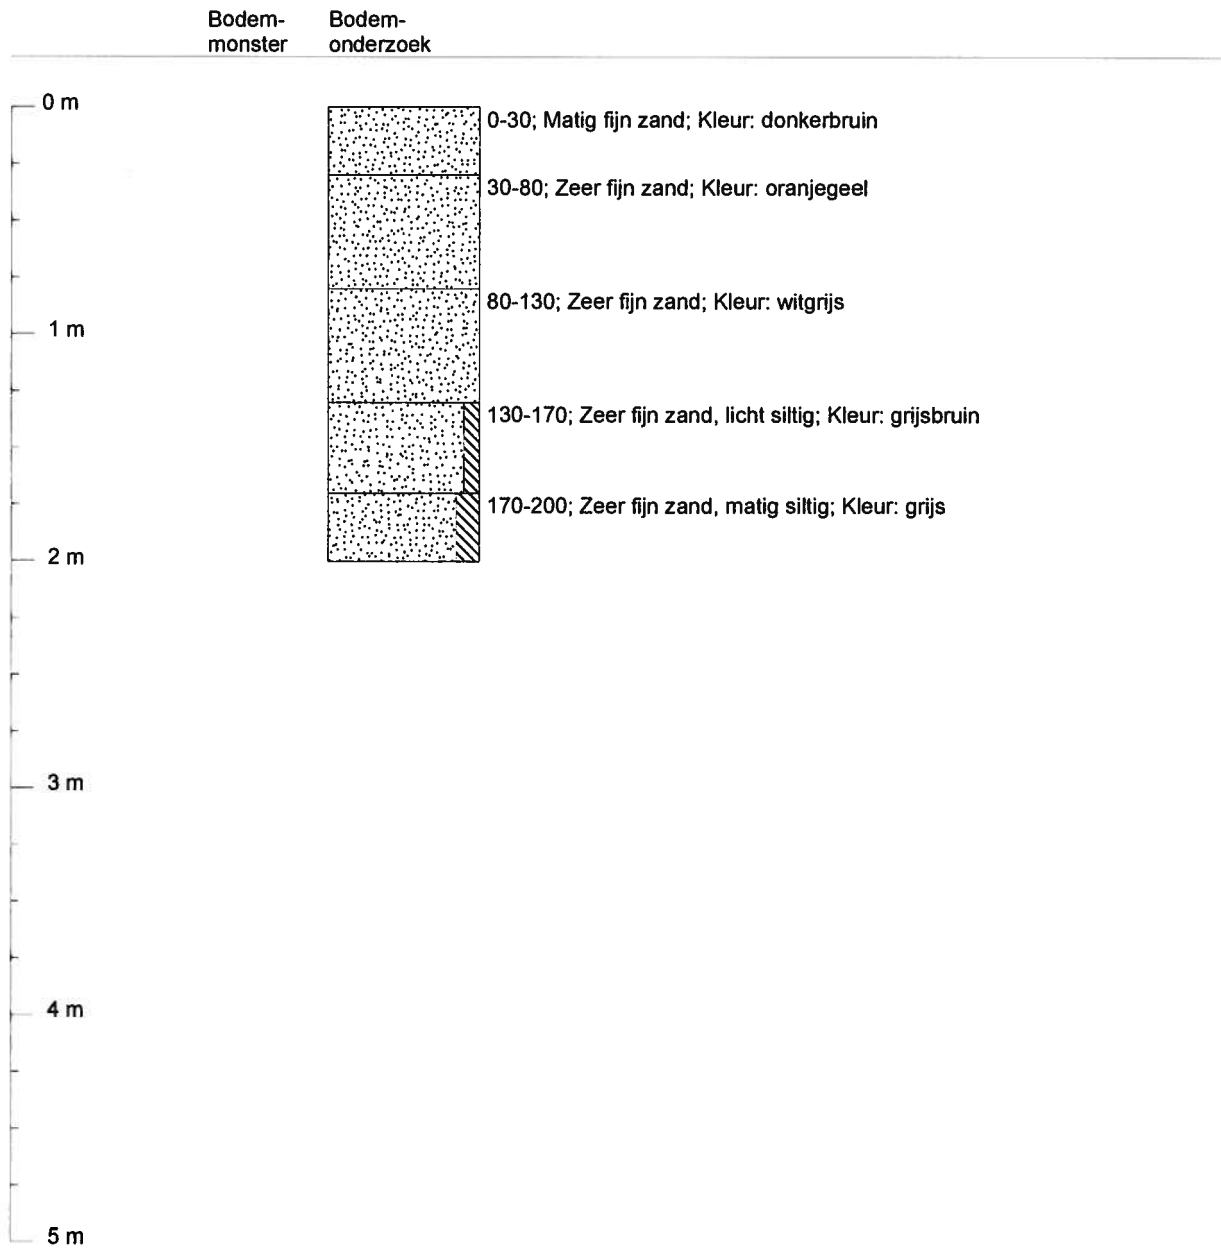 Bodem-
monster
Bodem-
onderzoek
0 m
0-30; Matig fijn zand; Kleur: donkerbruin
30-80; Zeer fijn zand; Kleur: oranjegeel
80-130; Zeer fijn zand; Kleur: witgrijs
1 m
130-170; Zeer fijn zand, licht siltig; Kleur: grijsbruin
170-200; Zeer fijn zand, matig siltig; Kleur: grijs
2 m
3 m
4 m
5 m